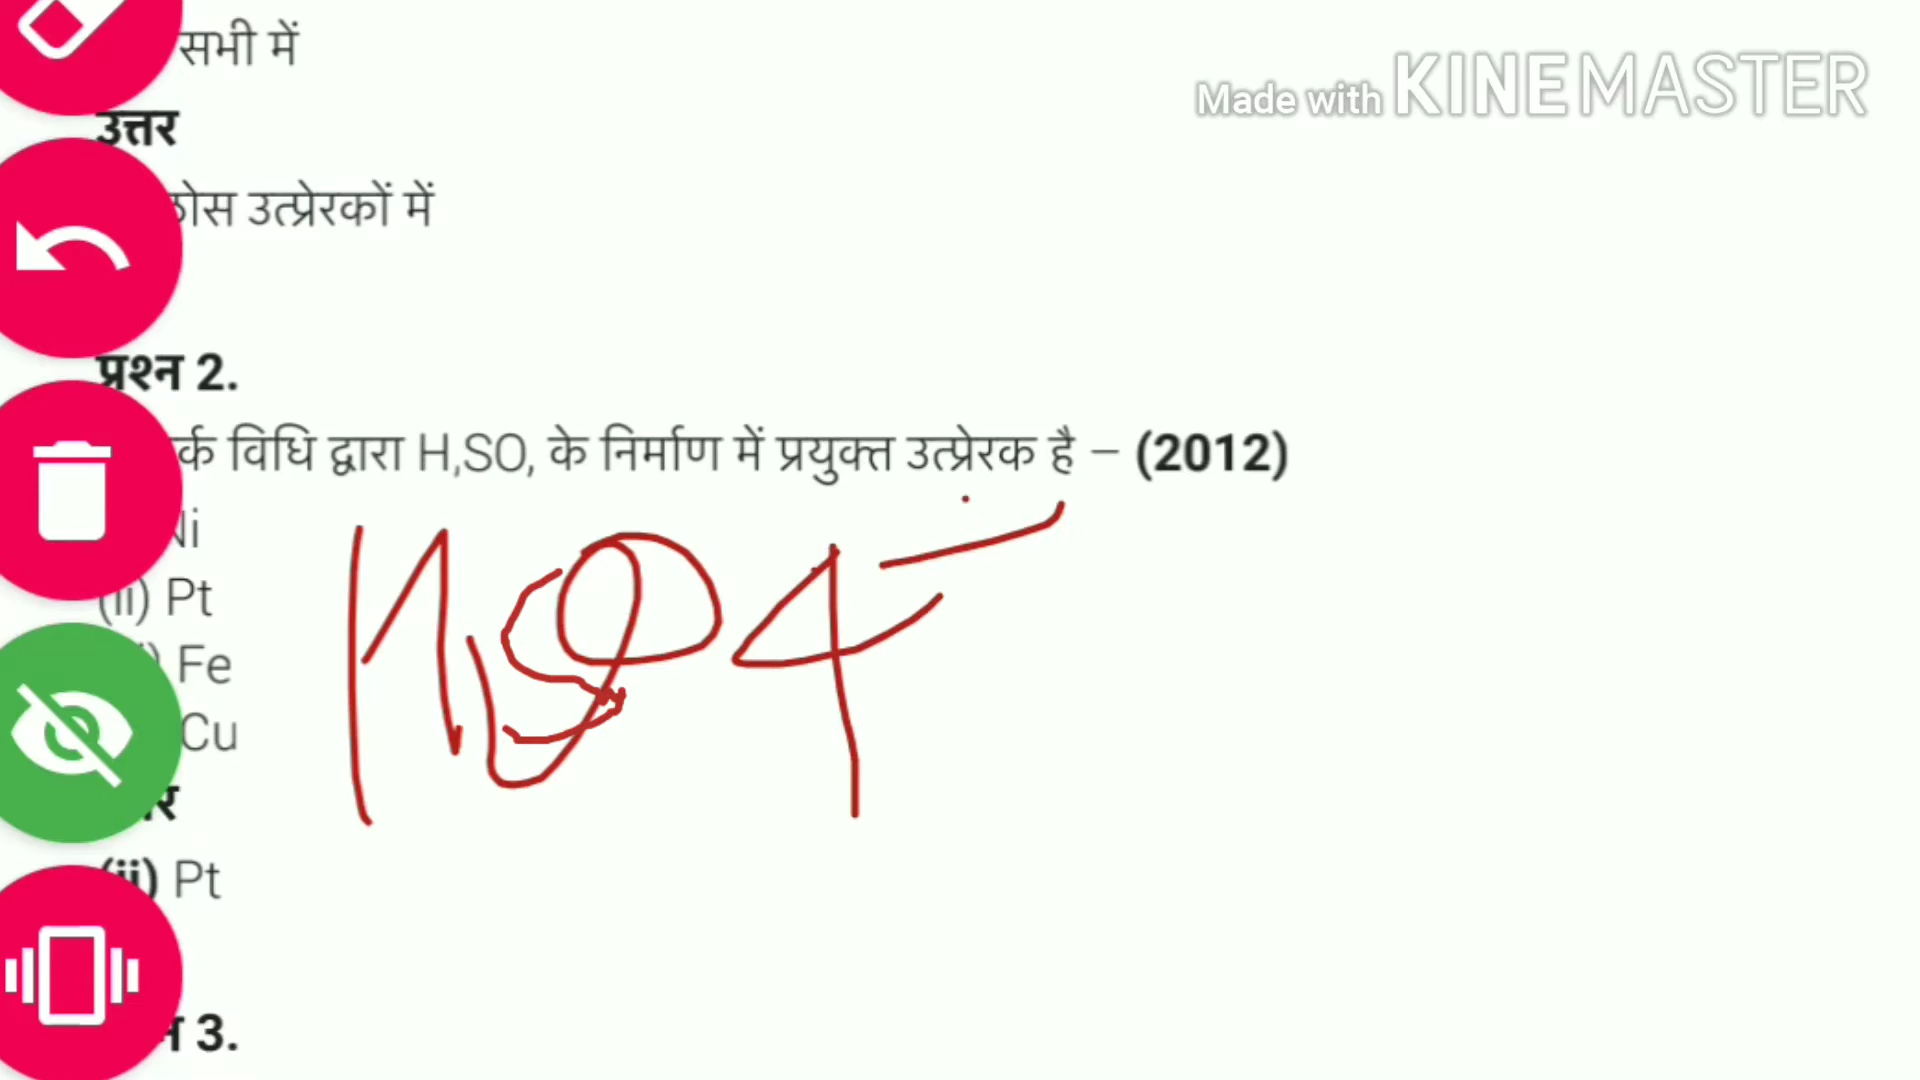 सभी में
Made with KINEMASTER
उत्तर
ठोस उत्प्रेरकों में
प्रश्न 2.
र्क विधि द्वारा H,SO, के निर्माण में प्रयुक्त उत्प्रेरक है – (2012)
Ni
(ii) Pt
Fe
Cu
(ii) Pt
3.